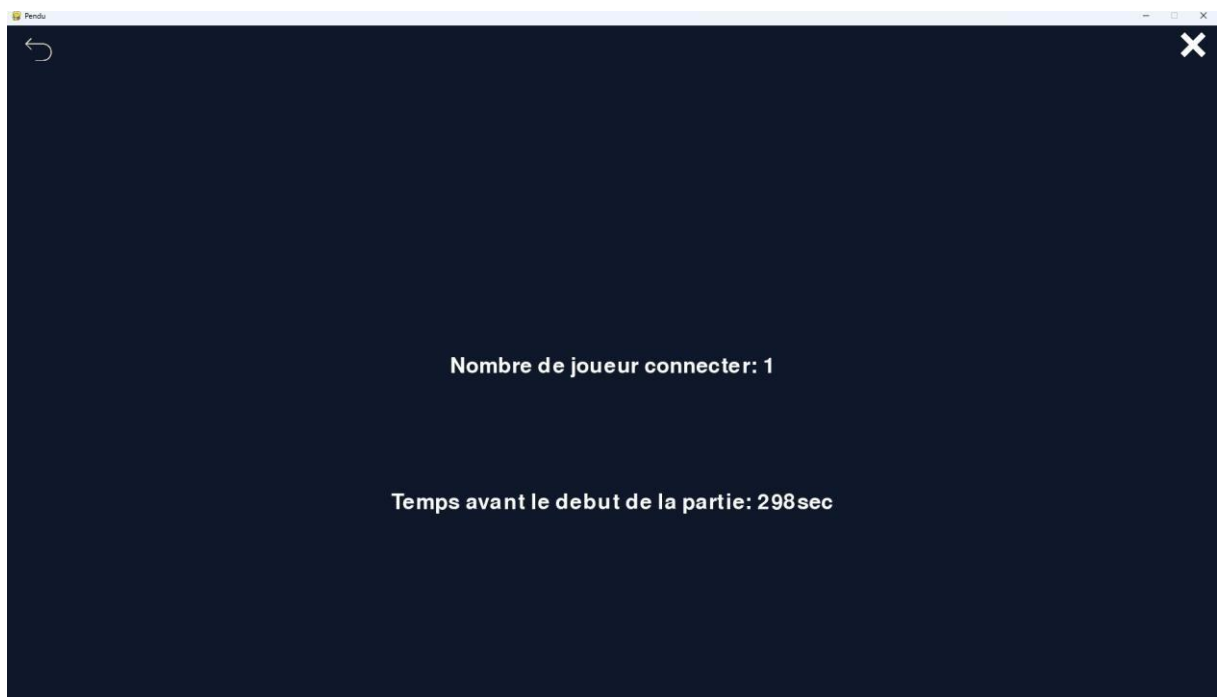 Pendu
Nombre de joueur connecter: 1
Temps avant le debut de la partie: 298sec